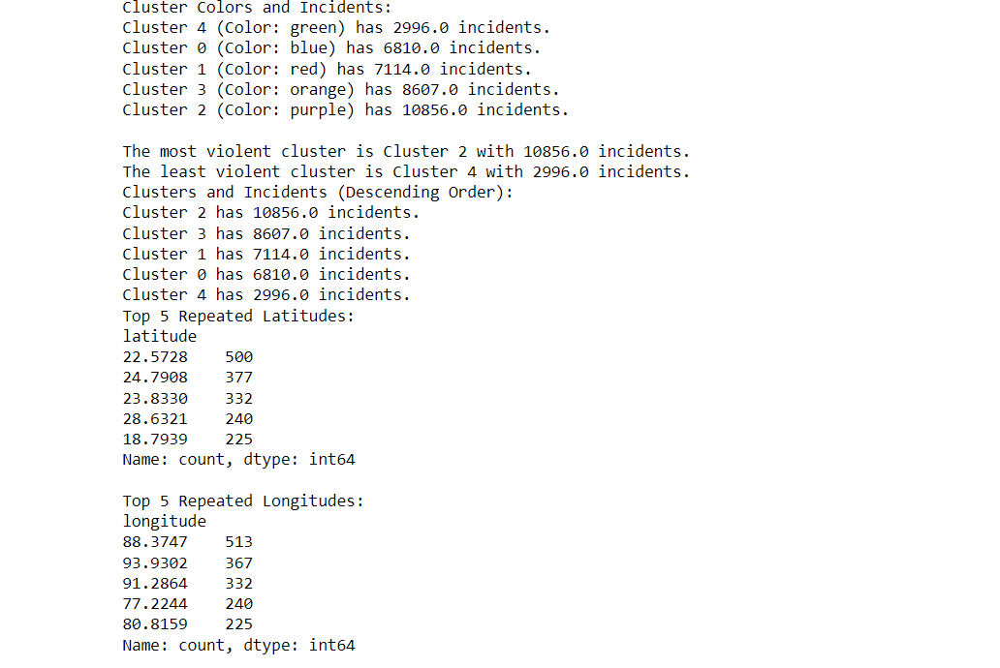 Cluster Colors and Incidents:
Cluster 4 (Color: green) has 2996.0 incidents.
Cluster 0 (Color: blue) has 6810.0 incidents.
Cluster 1 (Color: red) has 7114.0 incidents.
Cluster 3 (Color: orange) has 8607.0 incidents.
Cluster 2 (Color: purple) has 10856.0 incidents.
The most violent cluster is Cluster 2 with 10856.0 incidents.
The least violent cluster is Cluster 4 with 2996.0 incidents.
Clusters and Incidents (Descending Order):
Cluster 2 has 10856.0 incidents.
Cluster 3 has 8607.0 incidents.
Cluster 1 has 7114.0 incidents.
Cluster 0 has 6810.0 incidents.
Cluster 4 has 2996.0 incidents.
Top 5 Repeated Latitudes:
latitude
22.5728    500
24.7908    377
23.8330    332
28.6321    240
18.7939    225
Name: count, dtype: int64
Top 5 Repeated Longitudes:
longitude
88.3747    513
93.9302    367
91.2864    332
77.2244    240
80.8159    225
Name: count, dtype: int64